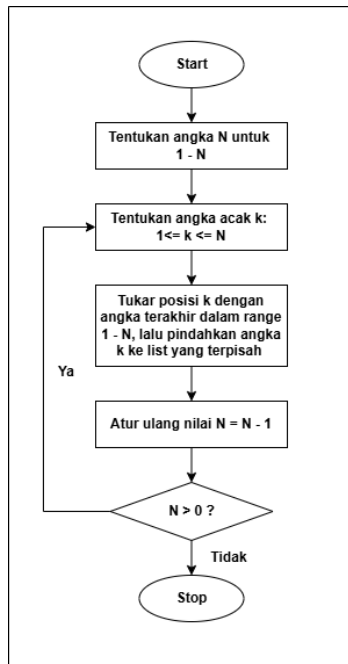 Start
Tentukan angka N untuk
1 - N
Tentukan angka acak k:
1<= k <= N
Tukar posisi k dengan
angka terakhir dalam range
1 - N, lalu pindahkan angka
k ke list yang terpisah
Ya
Atur ulang nilai N = N - 1
N > 0 ?
Tidak
Stop